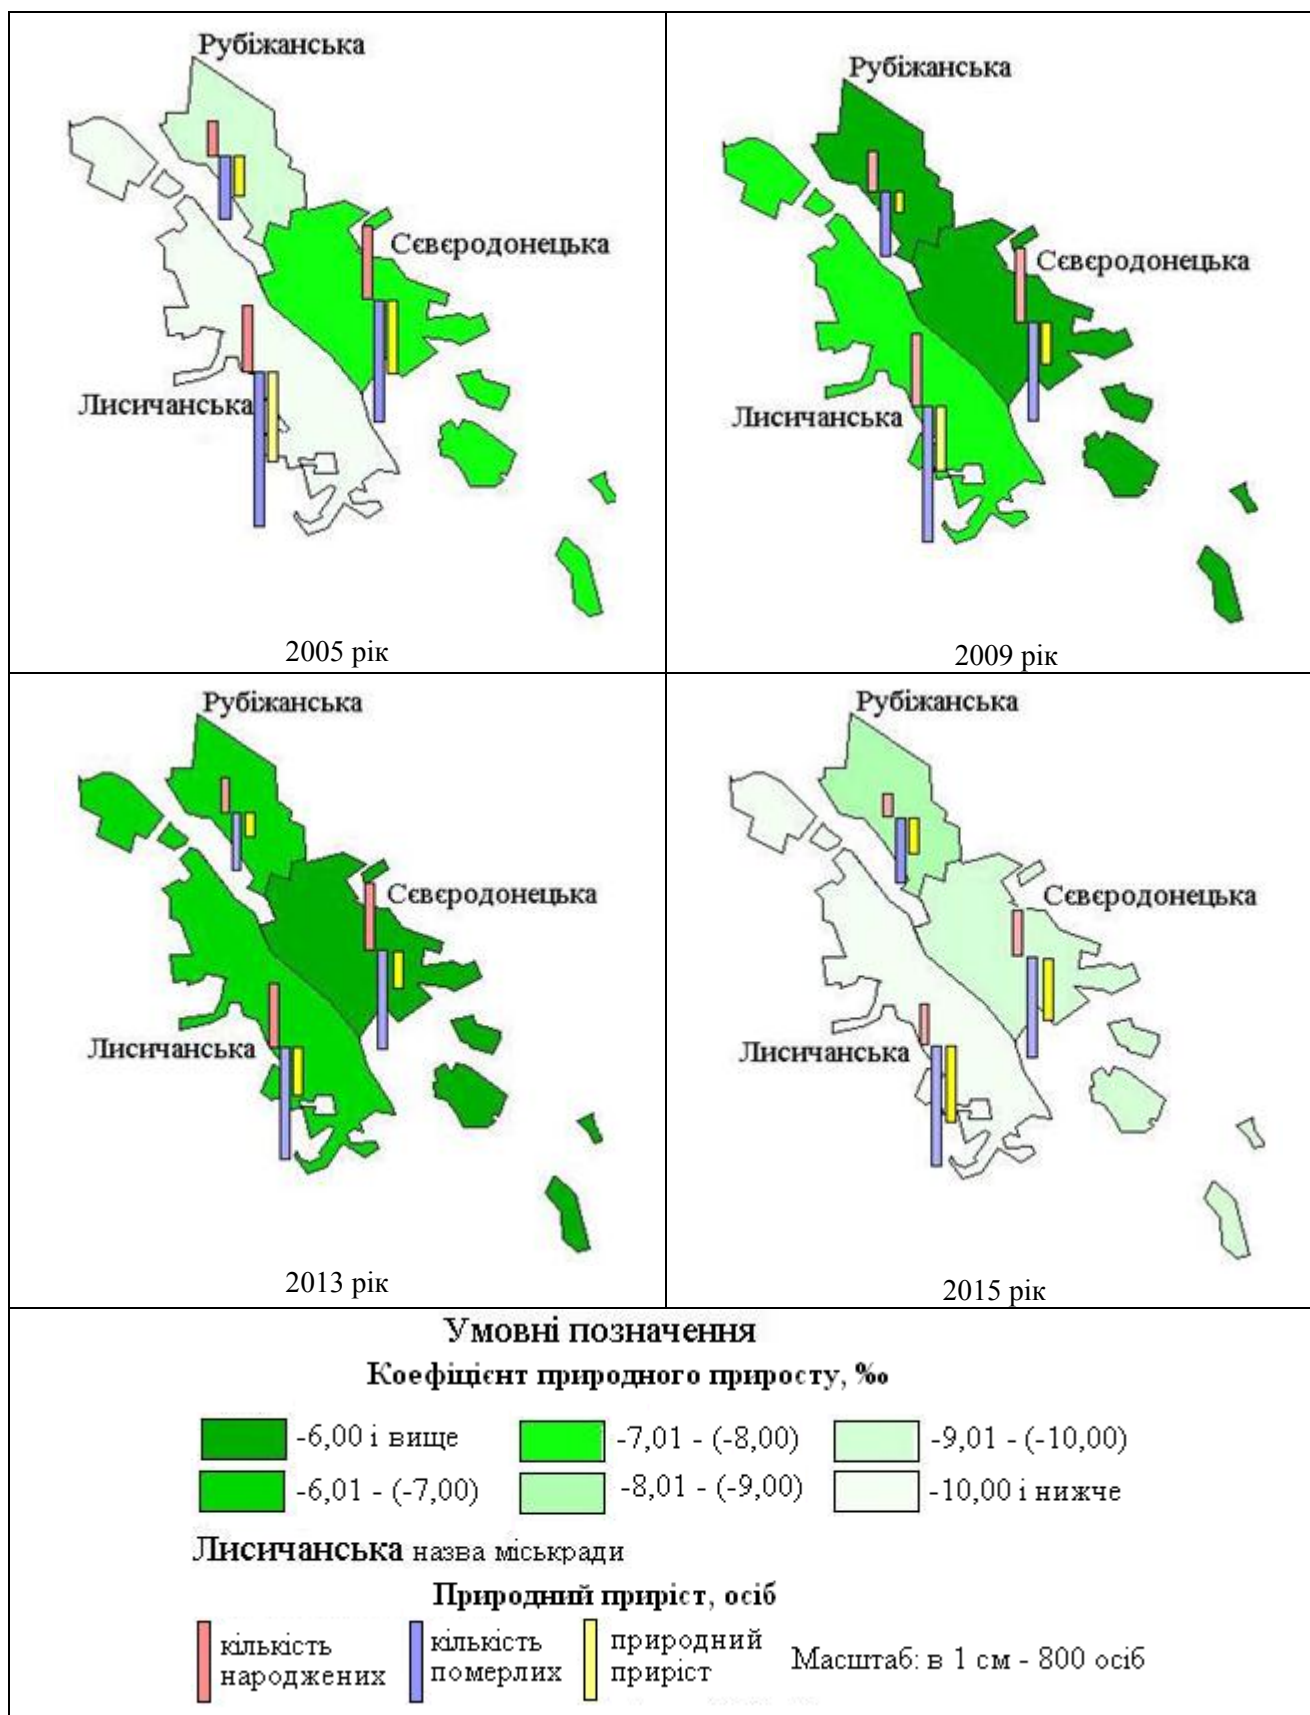 Рубіжанська
Сєвєродонецька
Лисичанська
2005 рік
Рубіжанська
Сєвєродонецька
Лисичанська
2009 рік
Рубіжанська
Сєвєродонецька
Лисичанська
2013 рік
Рубіжанська
Сєвєродонецька
Лисичанська
2015 рік
Умовні позначення
Коефіцієнт природного приросту, ‰
-6,00 і вище
-7,01 - (-8,00)
-9,01 - (-10,00)
-6,01 - (-7,00)
-8,01 - (-9,00)
-10,00 і нижче
Лисичанська назва міськради
Природний приріст, осіб
кількість
народжених
кількість
померлих
природний
приріст
Масштаб: в 1 см - 800 осіб